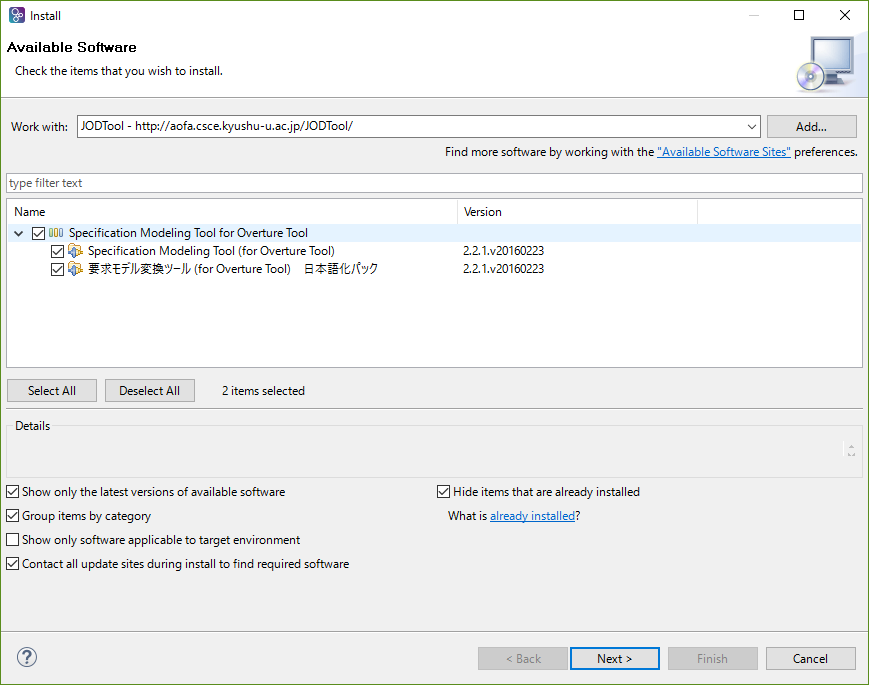 Install
Available Software
Check the items that you wish to install.
Work with: JODTool - http://aofa.csce.kyushu-u.ac.jp/JODTool/ Add...
Find more software by working with the "Available Software Sites" preferences.
type filter text
Name Version
Specification Modeling Tool for Overture Tool
Specification Modeling Tool (for Overture Tool) 2.2.1.v20160223
要求モデル変換ツール (for Overture Tool) 日本語化パック 2.2.1.v20160223
Select All Deselect All 2 items selected
Details
Show only the latest versions of available software Hide items that are already installed
Group items by category What is already installed?
Show only software applicable to target environment
Contact all update sites during install to find required software
? < Back Next > Finish Cancel